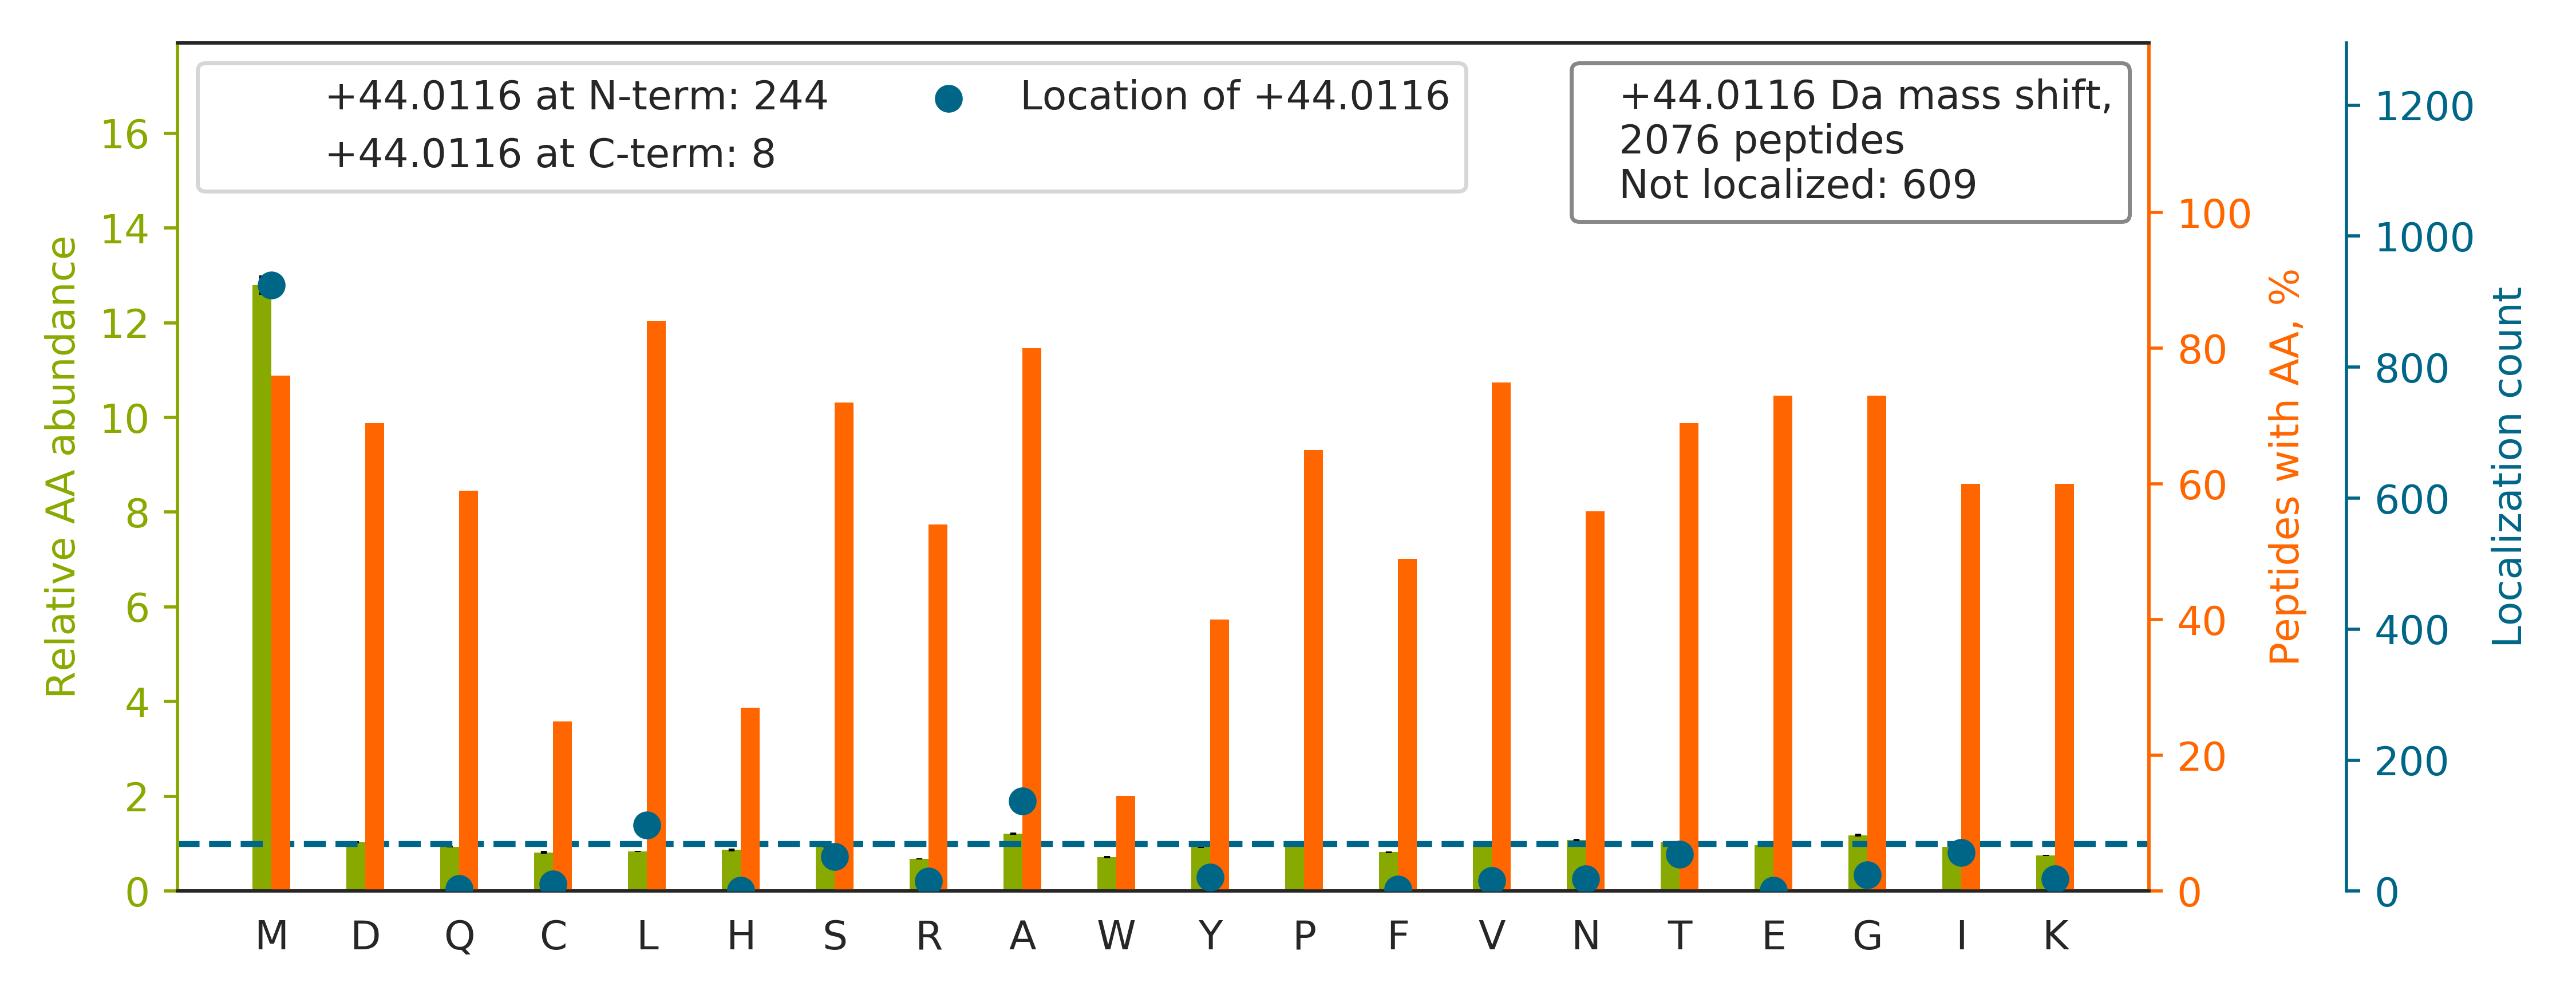 +44.0116 at N-term: 244
+44.0116 at C-term: 8
Location of +44.0116
+44.0116 Da mass shift,
2076 peptides
Not localized: 609
Relative AA abundance
16
14
12
10
8
6
4
2
0
M D Q C L H S R A W Y P F V N T E G I K
100
80
60
40
20
0
Peptides with AA, %
1200
1000
800
600
400
200
0
Localization count